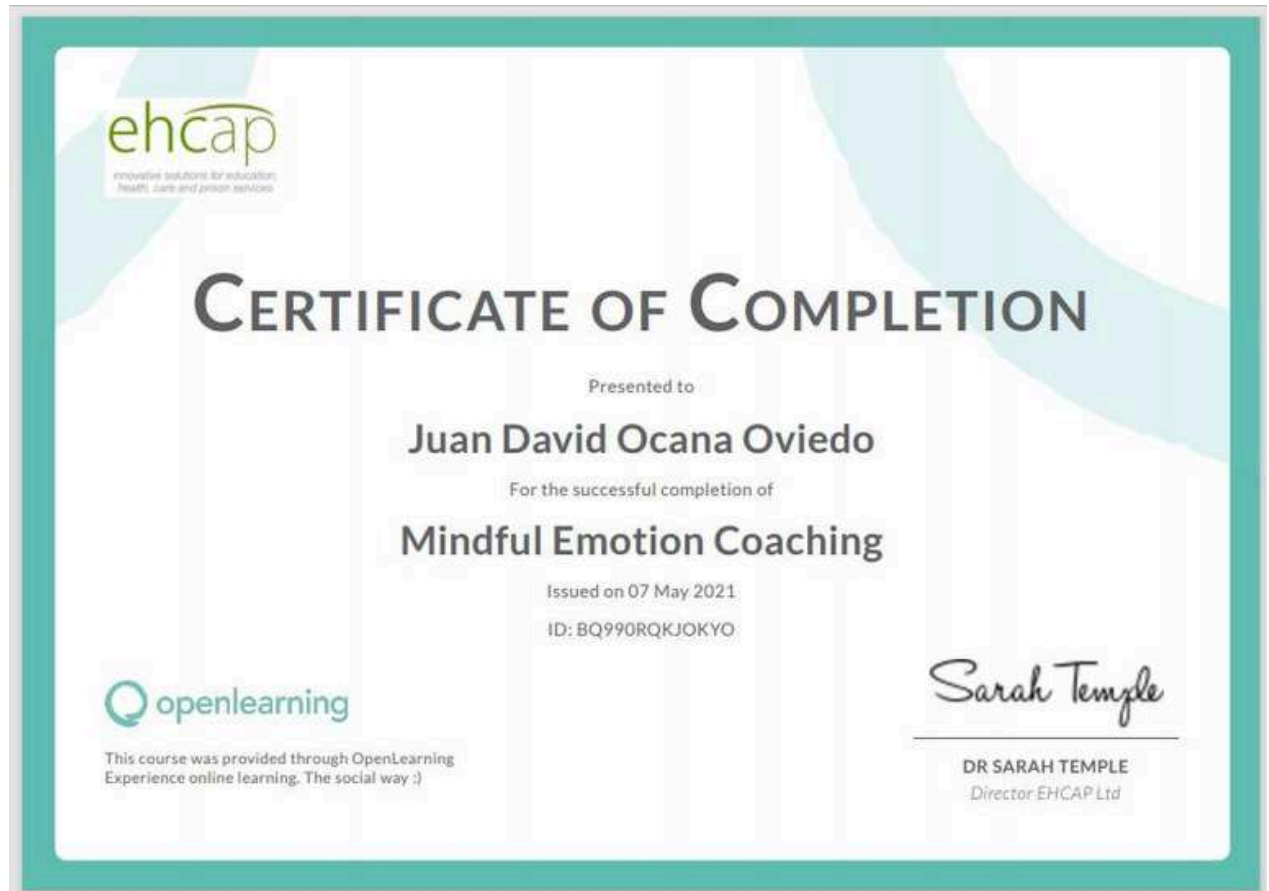 ehcap
innovative solutions for education,
health, care and prison services
CERTIFICATE OF COMPLETION
Presented to
Juan David Ocana Oviedo
For the successful completion of
Mindful Emotion Coaching
Issued on 07 May 2021
ID: BQ990RQKJOKYO
openlearning
This course was provided through OpenLearning
Experience online learning. The social way :)
Sarah Temple
DR SARAH TEMPLE
Director EHCAP Ltd